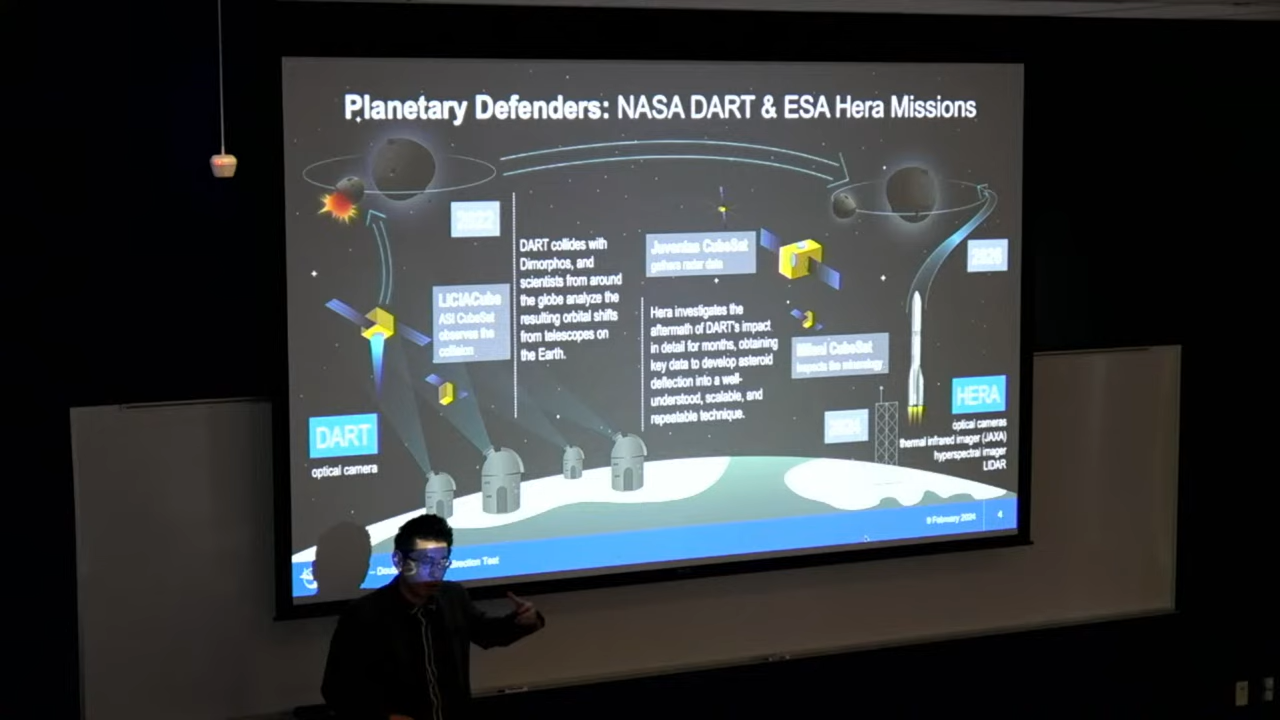 Planetary Defenders: NASA DART & ESA Hera Missions
2022
DART collides with
Dimorphos, and
scientists from around
the globe analyze the
resulting orbital shifts
from telescopes on
the Earth.
LICIACube
ASI CubeSat
observes the
collision
DART
optical camera
Juventas CubeSat
gathers radar data
Hera investigates the
aftermath of DART's impact
in detail for months, obtaining
key data to develop asteroid
deflection into a well-
understood, scalable, and
repeatable technique.
Milani CubeSat
inspects the mineralogy
2026
2024
HERA
optical cameras
thermal infrared imager (JAXA)
hyperspectral imager
LIDAR
Test
9 February 2024
4